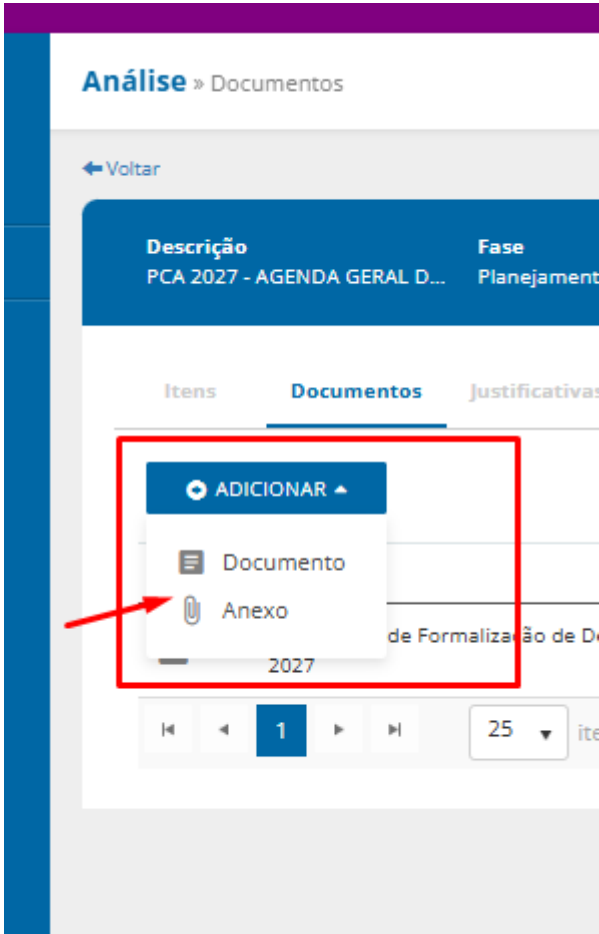 Análise » Documentos
Voltar
Descrição Fase
PCA 2027 - AGENDA GERAL D... Planejament
Itens Documentos Justificativas
ADICIONAR
Documento
Anexo
de Formalização de De
2027
1 25 ite